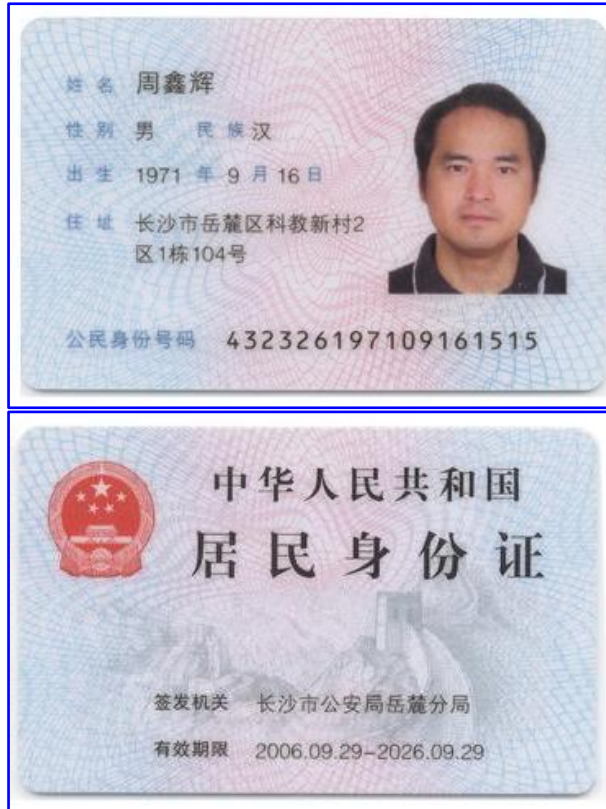 姓名 周鑫辉
性别 男 民族 汉
出生 1971 年 9 月 16 日
住址 长沙市岳麓区科教新村2
区1栋104号
公民身份号码 432326197109161515
中华人民共和国
居民身份证
签发机关 长沙市公安局岳麓分局
有效期限 2006.09.29-2026.09.29